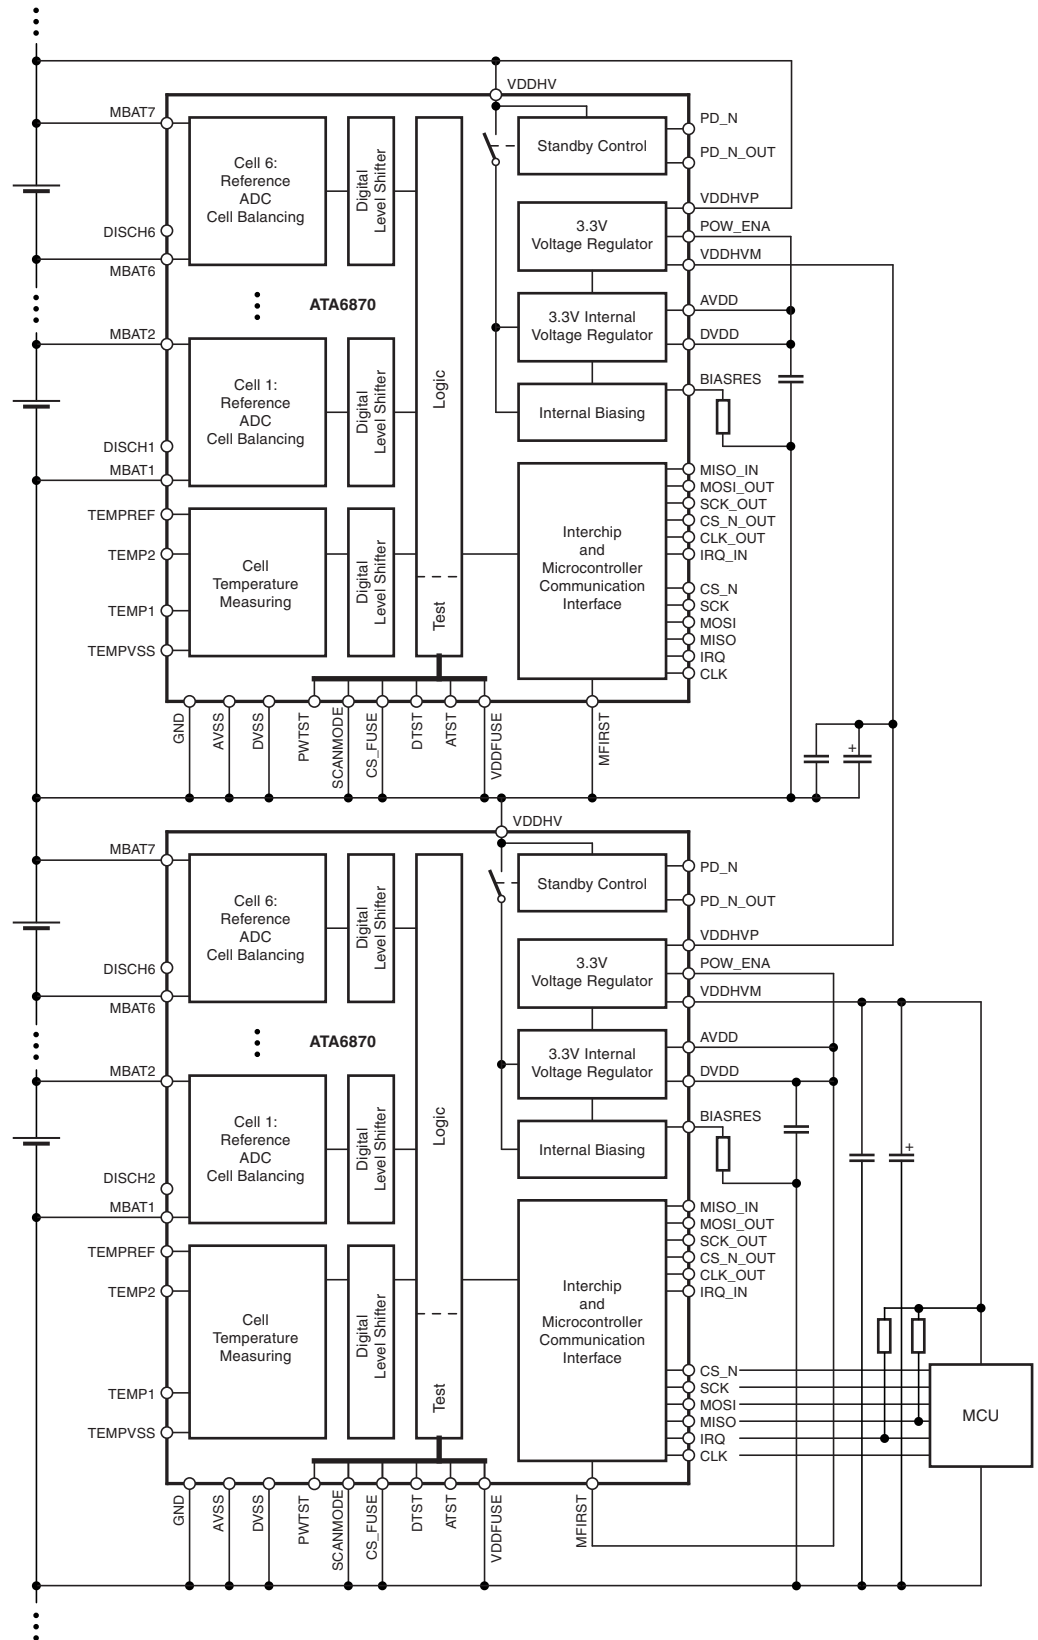 VDDHV
MBAT7
PD_N
Standby Control
Cell 6:
Reference
ADC
Cell Balancing
Digital
Level Shifter
PD_N_OUT
VDDHVP
3.3V
Voltage Regulator
POW_ENA
DISCH6
VDDHVM
MBAT6
ATA6870
AVDD
3.3V Internal
Voltage Regulator
MBAT2
DVDD
Cell 1:
Reference
ADC
Cell Balancing
Digital
Level Shifter
Logic
BIASRES
Internal Biasing
DISCH1
MBAT1
MISO_IN
MOSI_OUT
SCK_OUT
CS_N_OUT
CLK_OUT
IRQ_IN
TEMPREF
TEMP2
Cell
Temperature
Measuring
Digital
Level Shifter
Interchip
and
Microcontroller
Communication
Interface
CS_N
SCK
MOSI
MISO
IRQ
CLK
TEMP1
Test
TEMPVSS
GND
AVSS
DVSS
PWTST
SCANMODE
CS_FUSE
DTST
ATST
VDDFUSE
MFIRST
+
VDDHV
MBAT7
PD_N
Standby Control
Cell 6:
Reference
ADC
Cell Balancing
Digital
Level Shifter
PD_N_OUT
VDDHVP
3.3V
Voltage Regulator
POW_ENA
DISCH6
VDDHVM
MBAT6
ATA6870
AVDD
3.3V Internal
Voltage Regulator
MBAT2
DVDD
Cell 1:
Reference
ADC
Cell Balancing
Digital
Level Shifter
Logic
BIASRES
Internal Biasing
+
DISCH2
MBAT1
MISO_IN
MOSI_OUT
SCK_OUT
CS_N_OUT
CLK_OUT
IRQ_IN
TEMPREF
TEMP2
Cell
Temperature
Measuring
Digital
Level Shifter
Interchip
and
Microcontroller
Communication
Interface
CS_N
SCK
MOSI
MISO
IRQ
CLK
MCU
TEMP1
Test
TEMPVSS
GND
AVSS
DVSS
PWTST
SCANMODE
CS_FUSE
DTST
ATST
VDDFUSE
MFIRST